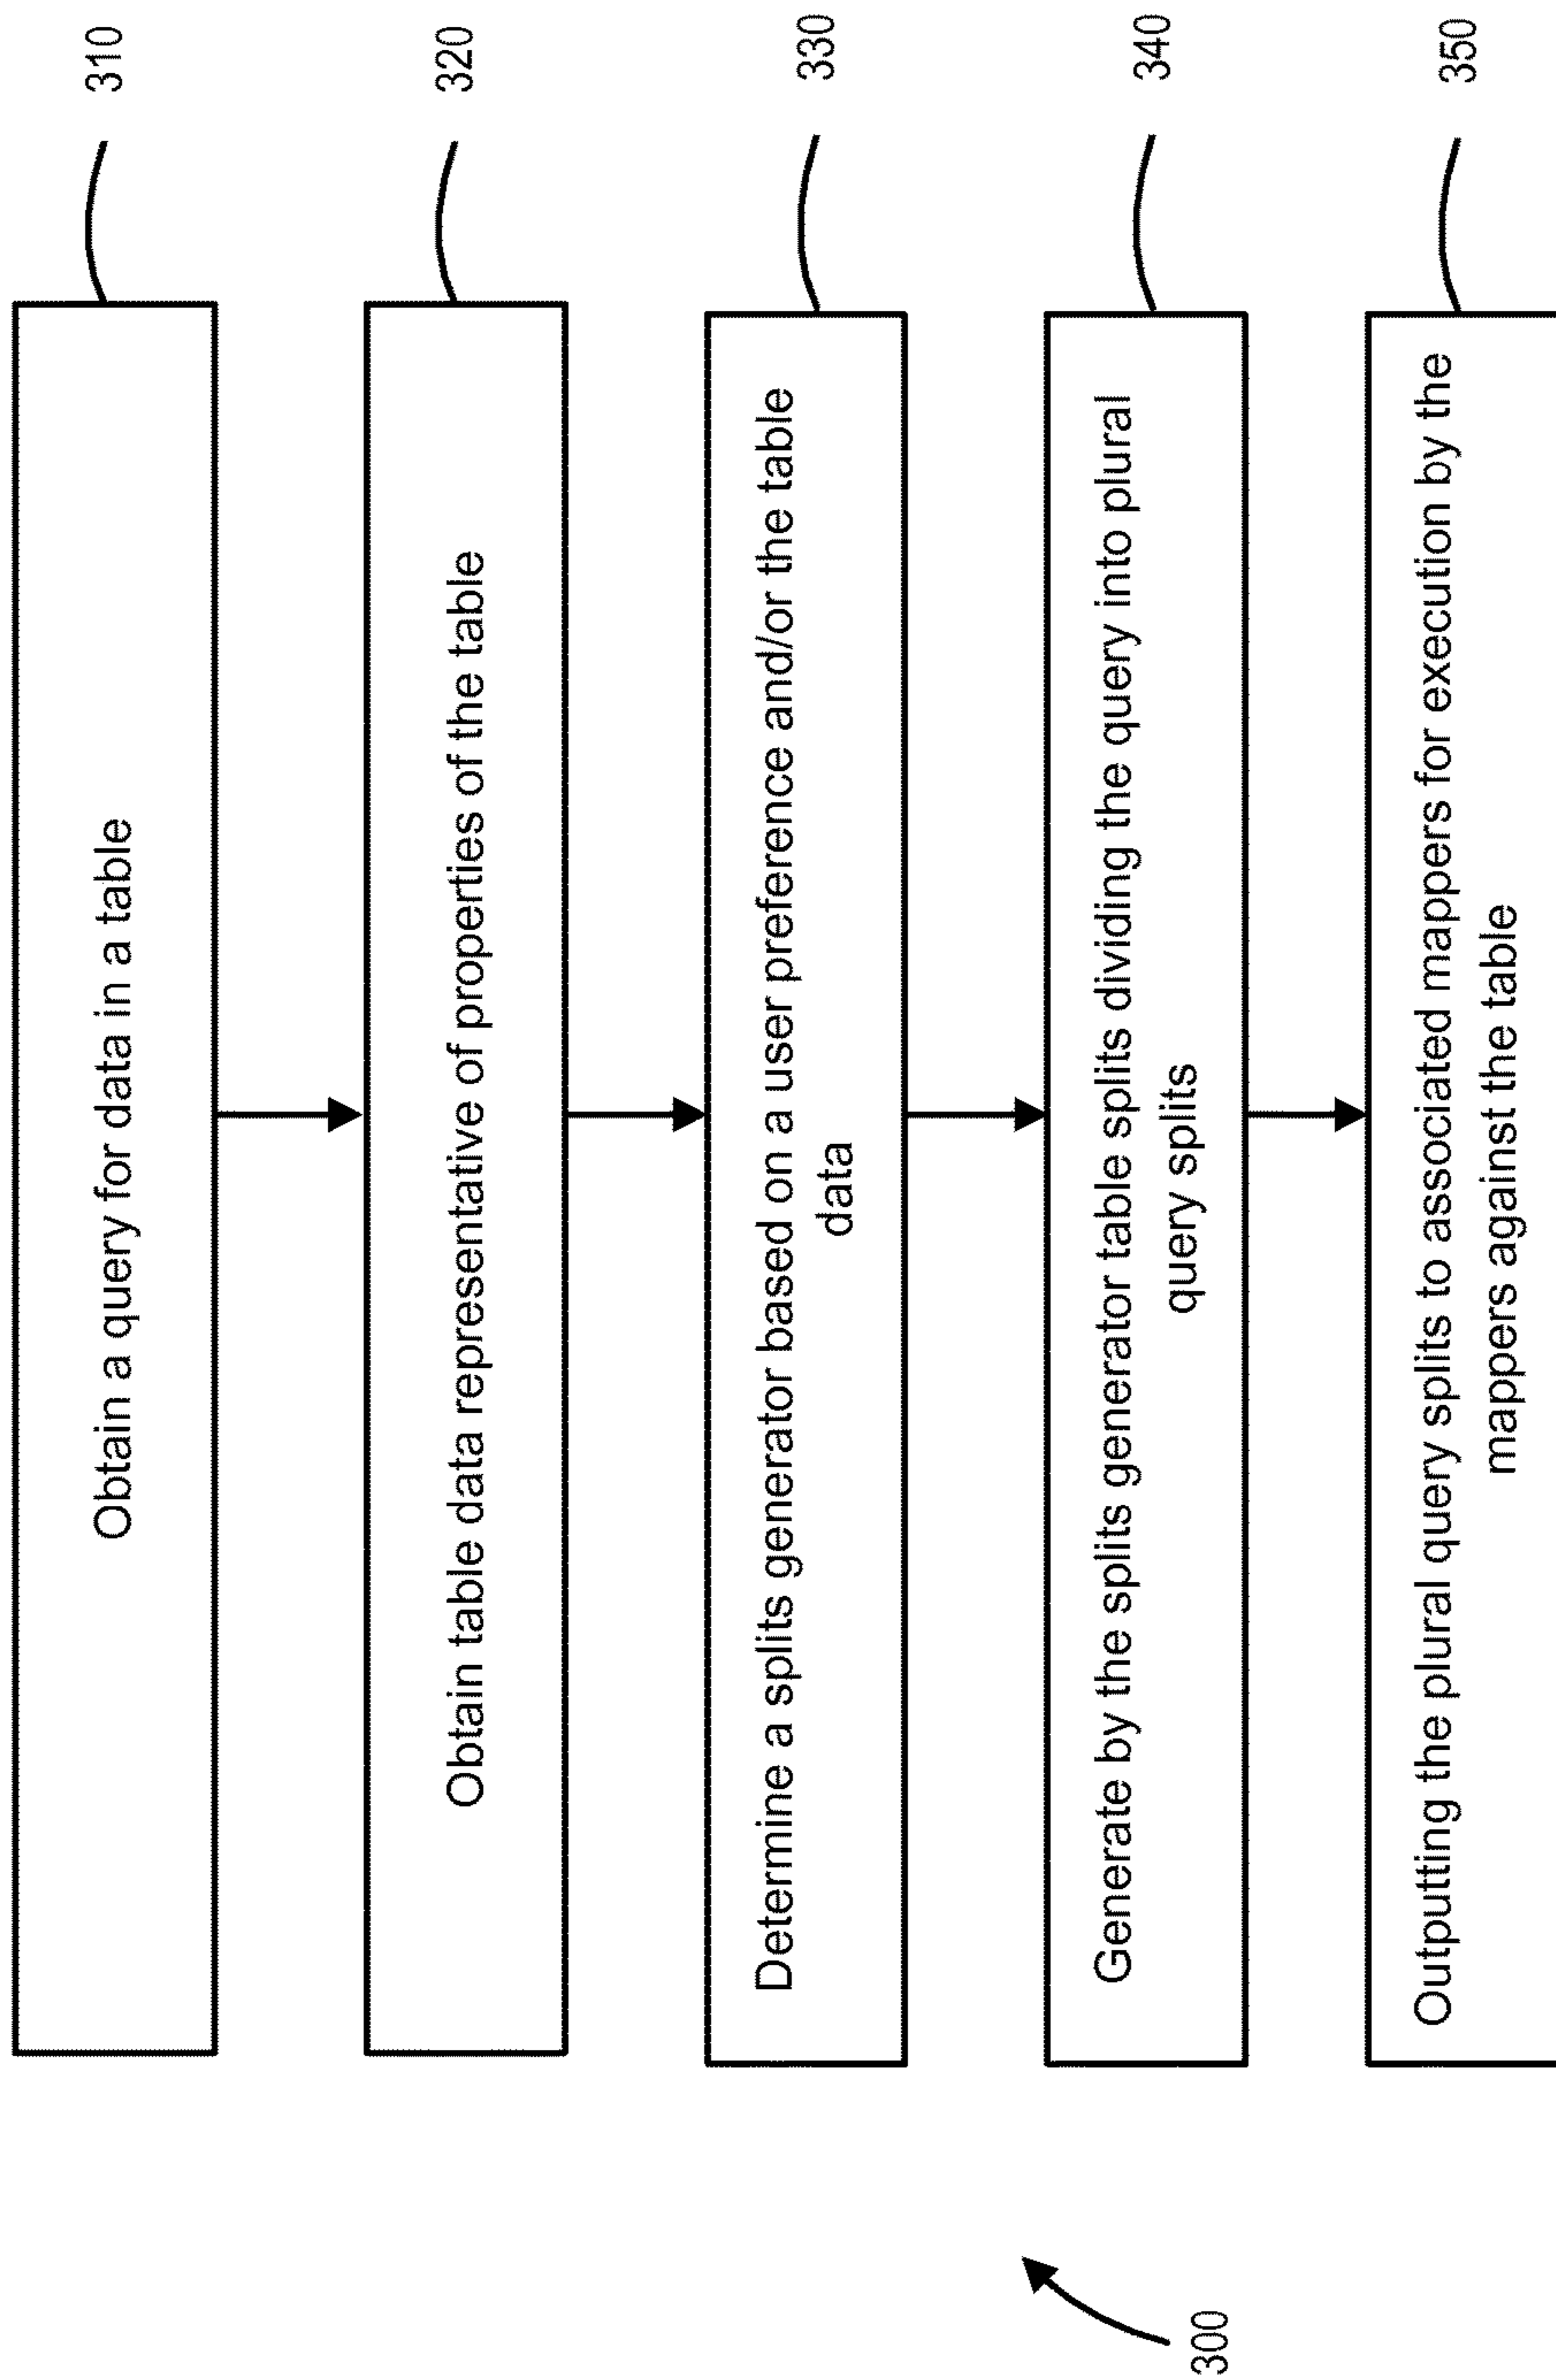 Obtain a query for data in a table
310
Obtain table data representative of properties of the table
320
Determine a splits generator based on a user preference and/or the table
data
330
Generate by the splits generator table splits dividing the query into plural
query splits
340
Outputting the plural query splits to associated mappers for execution by the
mappers against the table
350
300